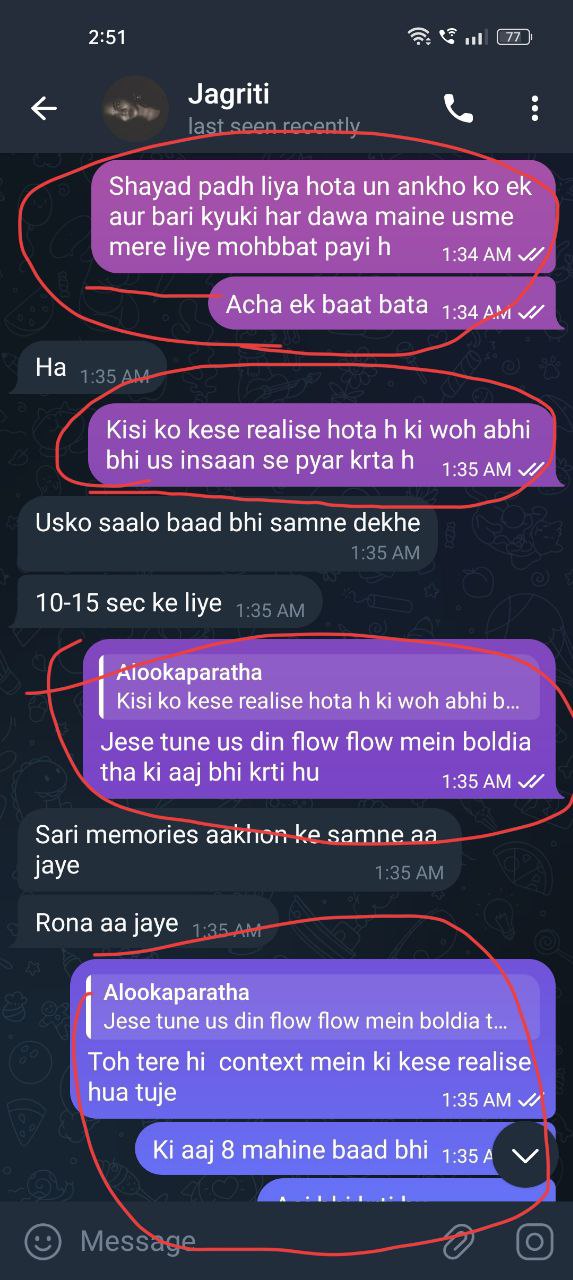 2:51
77
Jagriti
last seen recently
Shayad padh liya hota un ankho ko ek
aur bari kyuki har dawa maine usme
mere liye mohbbat payi h 1:34 AM
Acha ek baat bata 1:34 AM
Ha 1:35 AM
Kisi ko kese realise hota h ki woh abhi
bhi us insaan se pyar krta h 1:35 AM
Usko saalo baad bhi samne dekhe
1:35 AM
10-15 sec ke liye 1:35 AM
Alookaparatha
Kisi ko kese realise hota h ki woh abhi b...
Jese tune us din flow flow mein boldia
tha ki aaj bhi krti hu 1:35 AM
Sari memories aakhon ke samne aa
jaye 1:35 AM
Rona aa jaye 1:35 AM
Alookaparatha
Jese tune us din flow flow mein boldia t...
Toh tere hi context mein ki kese realise
hua tuje 1:35 AM
Ki aaj 8 mahine baad bhi 1:35 A
Message